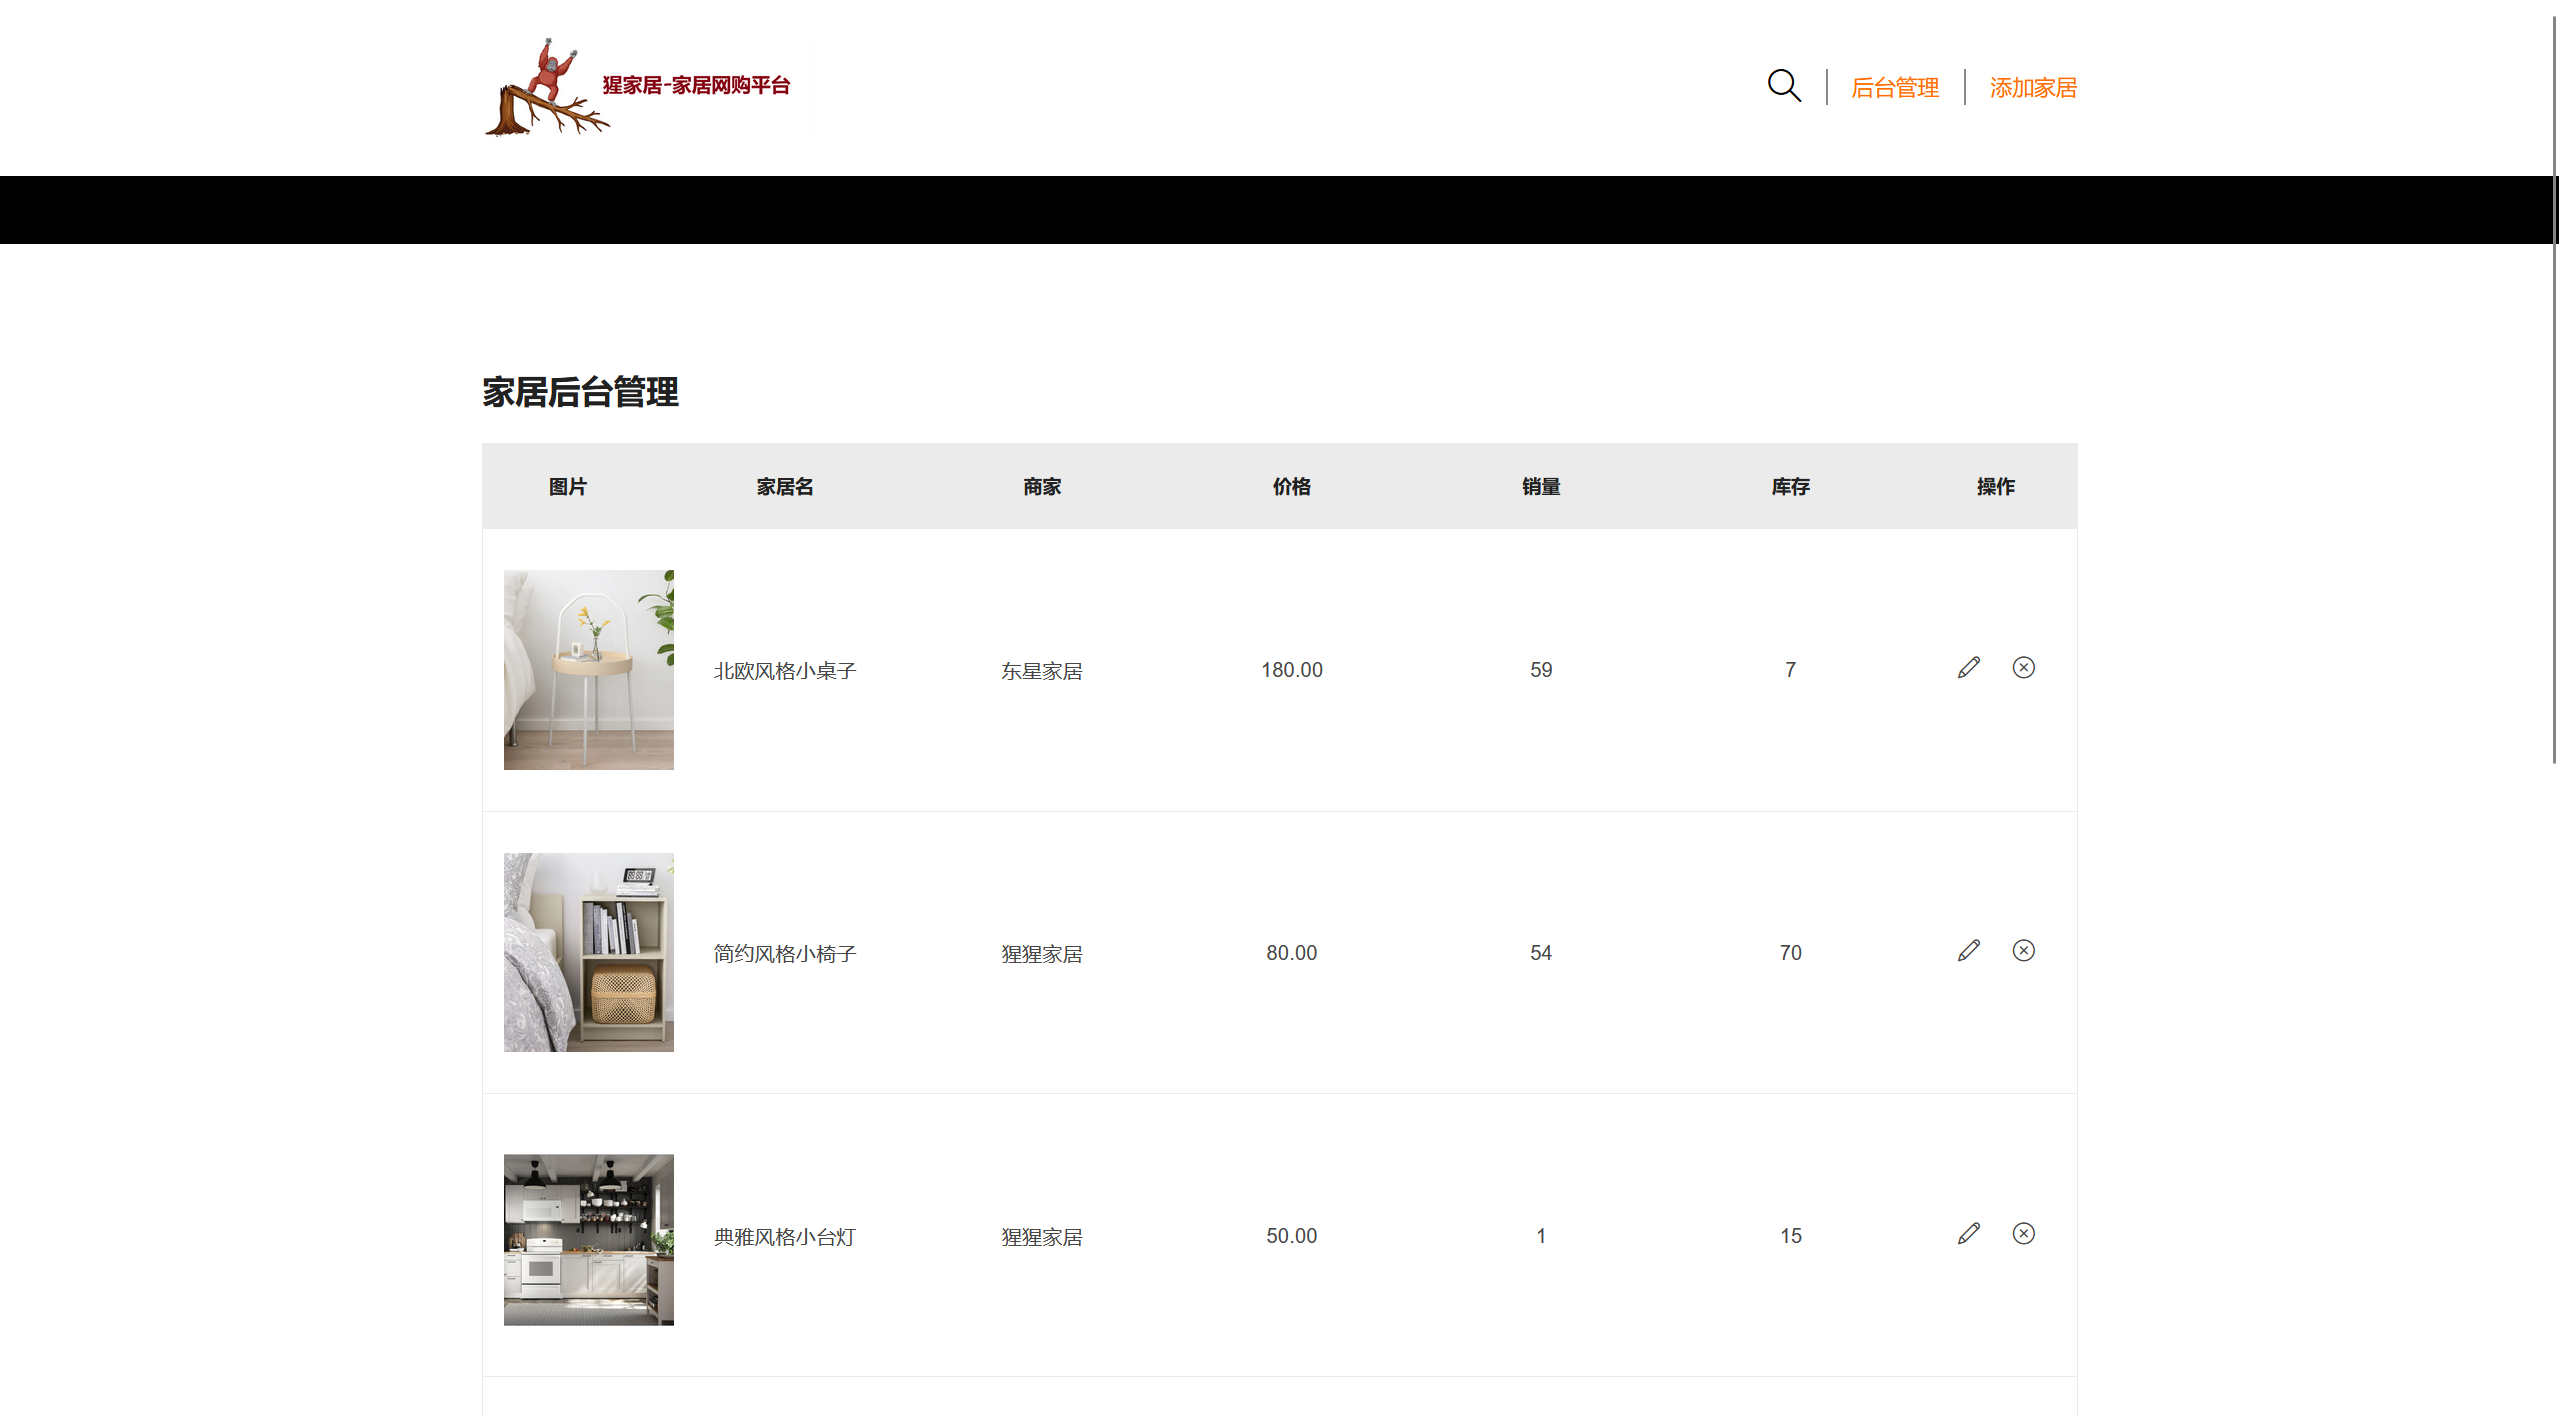 猩家居-家居网购平台
后台管理 添加家居
家居后台管理
图片 家居名 商家 价格 销量 库存 操作
北欧风格小桌子 东星家居 180.00 59 7
简约风格小椅子 猩猩家居 80.00 54 70
典雅风格小台灯 猩猩家居 50.00 1 15